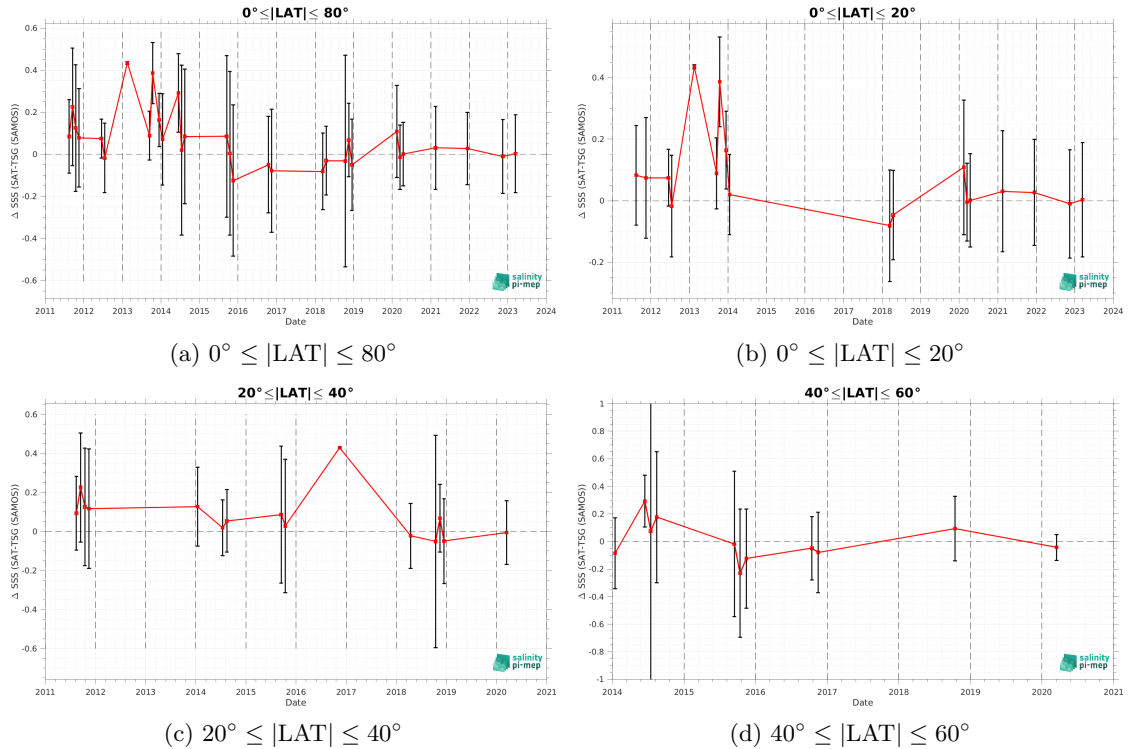 0°≤|LAT|≤ 80°
0.6
0.4
0.2
0
-0.2
-0.4
-0.6
Δ SSS (SAT-TSG (SAMOS))
2011 2012 2013 2014 2015 2016 2017 2018 2019 2020 2021 2022 2023 2024
Date
salinity
pi-mep
(a) 0° ≤ |LAT| ≤ 80°
0°≤|LAT|≤ 20°
0.4
0.2
0
-0.2
Δ SSS (SAT-TSG (SAMOS))
2011 2012 2013 2014 2015 2016 2017 2018 2019 2020 2021 2022 2023 2024
Date
salinity
pi-mep
(b) 0° ≤ |LAT| ≤ 20°
20°≤|LAT|≤ 40°
0.6
0.4
0.2
0
-0.2
-0.4
-0.6
Δ SSS (SAT-TSG (SAMOS))
2011 2012 2013 2014 2015 2016 2017 2018 2019 2020 2021
Date
salinity
pi-mep
(c) 20° ≤ |LAT| ≤ 40°
40°≤|LAT|≤ 60°
1
0.8
0.6
0.4
0.2
0
-0.2
-0.4
-0.6
-0.8
-1
Δ SSS (SAT-TSG (SAMOS))
2014 2015 2016 2017 2018 2019 2020 2021
Date
salinity
pi-mep
(d) 40° ≤ |LAT| ≤ 60°